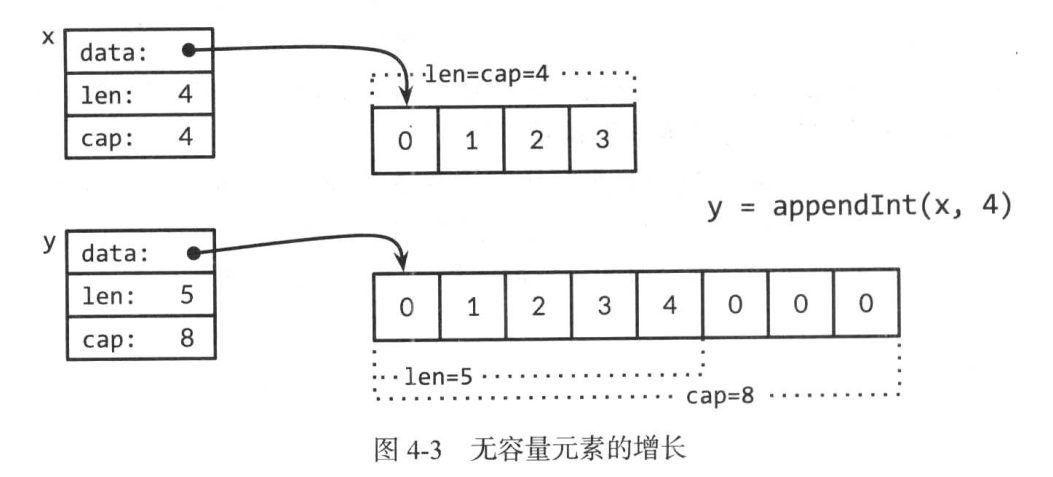 x
data:
len: 4
cap: 4
len=cap=4
0 1 2 3
y = appendInt(x, 4)
y
data:
len: 5
cap: 8
0 1 2 3 4 0 0 0
len=5
cap=8
图 4-3 无容量元素的增长